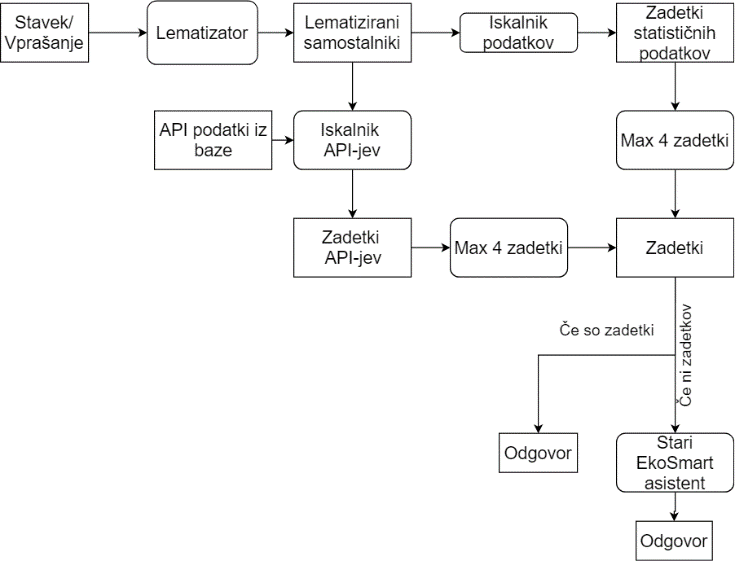 Stavek/
Vprašanje
Lematizator
Lematizirani
samostalniki
Iskalnik
podatkov
Zadetki
statističnih
podatkov
API podatki iz
baze
Iskalnik
API-jev
Max 4 zadetki
Zadetki
API-jev
Max 4 zadetki
Zadetki
Če so zadetki
Če ni zadetkov
Odgovor
Stari
EkoSmart
asistent
Odgovor